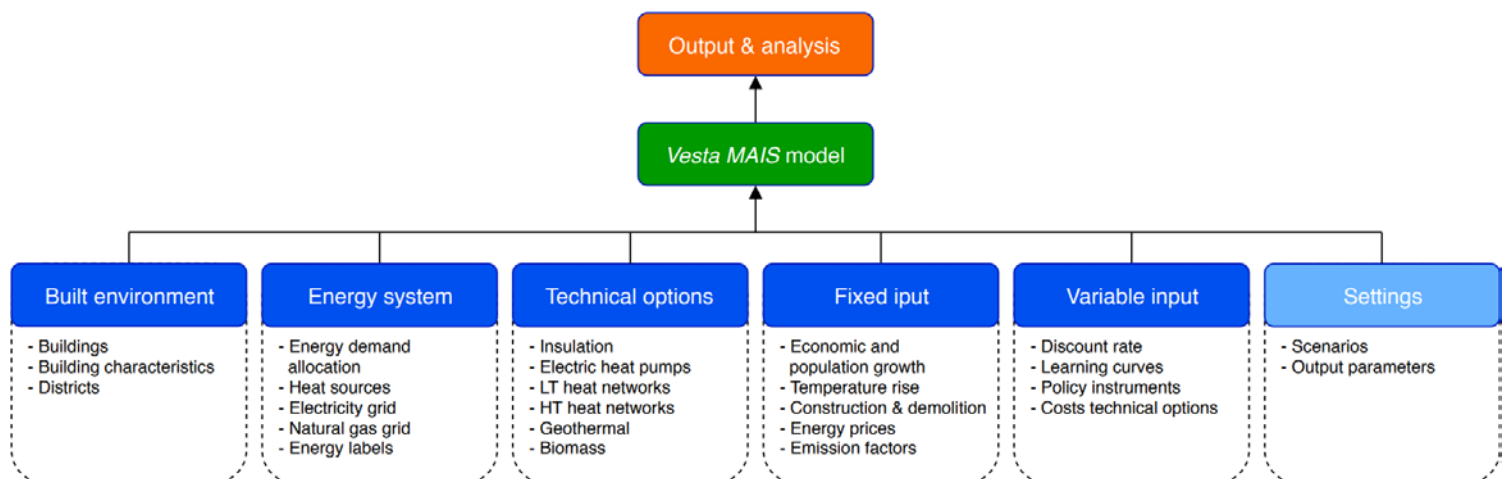 Output & analysis
Vesta MAIS model
Built environment
- Buildings
- Building characteristics
- Districts
Energy system
- Energy demand
allocation
- Heat sources
- Electricity grid
- Natural gas grid
- Energy labels
Technical options
- Insulation
- Electric heat pumps
- LT heat networks
- HT heat networks
- Geothermal
- Biomass
Fixed iput
- Economic and
population growth
- Temperature rise
- Construction & demolition
- Energy prices
- Emission factors
Variable input
- Discount rate
- Learning curves
- Policy instruments
- Costs technical options
Settings
- Scenarios
- Output parameters